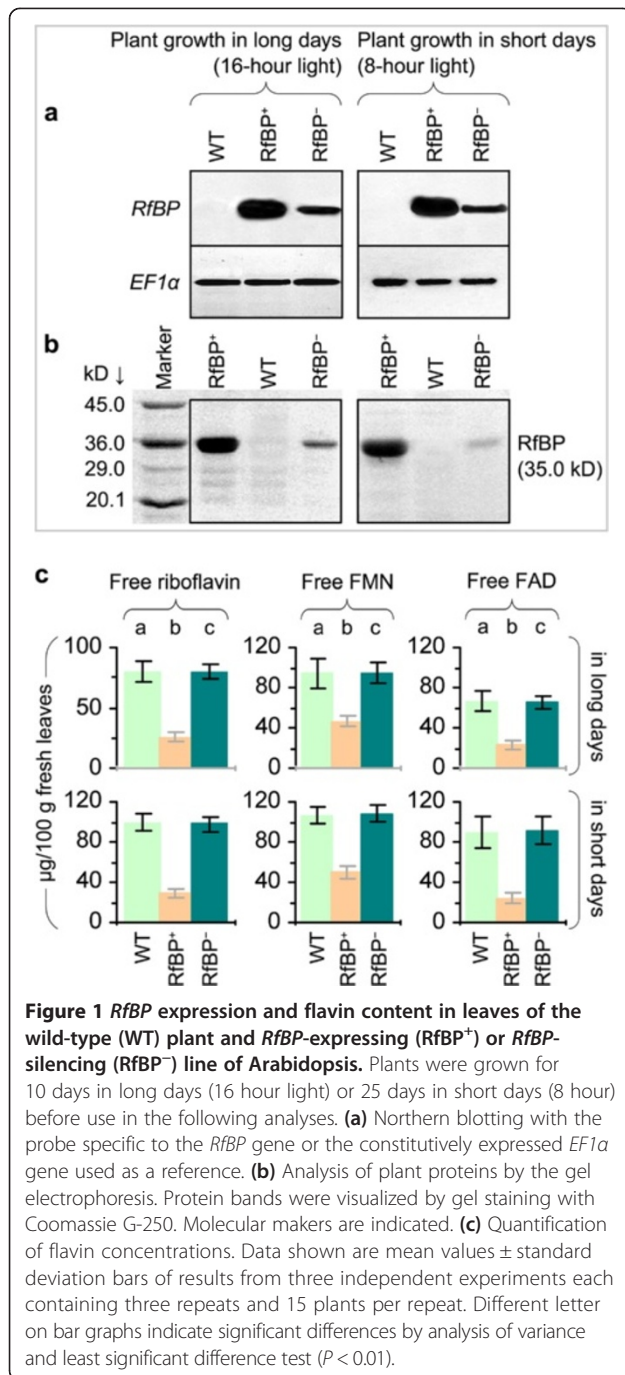 Plant growth in long days Plant growth in short days
(16-hour light) (8-hour light)
a
WT RfBP⁺ RfBP⁻ WT RfBP⁺ RfBP⁻
RfBP
EF1α
b
kD ↓ Marker RfBP⁺ WT RfBP⁻ RfBP⁺ WT RfBP⁻
45.0
36.0 RfBP
29.0 (35.0 kD)
20.1
c
Free riboflavin Free FMN Free FAD
a b c a b c a b c
100 120 120
80 80
50
40 40
0 0 0
in long days
120 120 120
80 80 80
40 40 40
0 0 0
in short days
µg/100 g fresh leaves
WT RfBP⁺ RfBP⁻ WT RfBP⁺ RfBP⁻ WT RfBP⁺ RfBP⁻
Figure 1 RfBP expression and flavin content in leaves of the
wild-type (WT) plant and RfBP-expressing (RfBP⁺) or RfBP-
silencing (RfBP⁻) line of Arabidopsis. Plants were grown for
10 days in long days (16 hour light) or 25 days in short days (8 hour)
before use in the following analyses. (a) Northern blotting with the
probe specific to the RfBP gene or the constitutively expressed EF1α
gene used as a reference. (b) Analysis of plant proteins by the gel
electrophoresis. Protein bands were visualized by gel staining with
Coomassie G-250. Molecular makers are indicated. (c) Quantification
of flavin concentrations. Data shown are mean values ± standard
deviation bars of results from three independent experiments each
containing three repeats and 15 plants per repeat. Different letter
on bar graphs indicate significant differences by analysis of variance
and least significant difference test (P < 0.01).